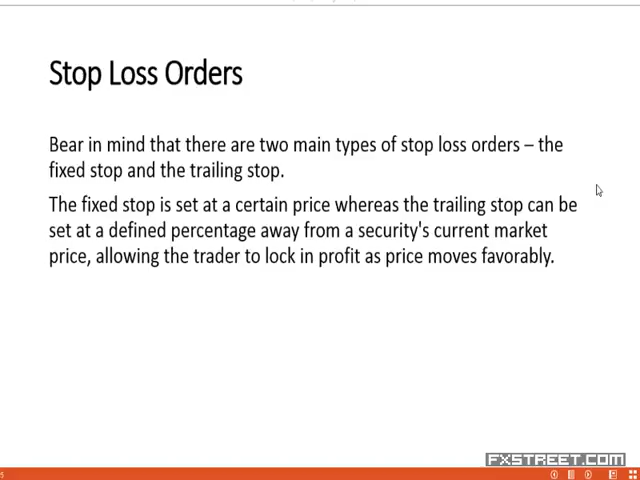 Stop Loss Orders
Bear in mind that there are two main types of stop loss orders – the
fixed stop and the trailing stop.
The fixed stop is set at a certain price whereas the trailing stop can be
set at a defined percentage away from a security's current market
price, allowing the trader to lock in profit as price moves favorably.
FXSTREET.COM